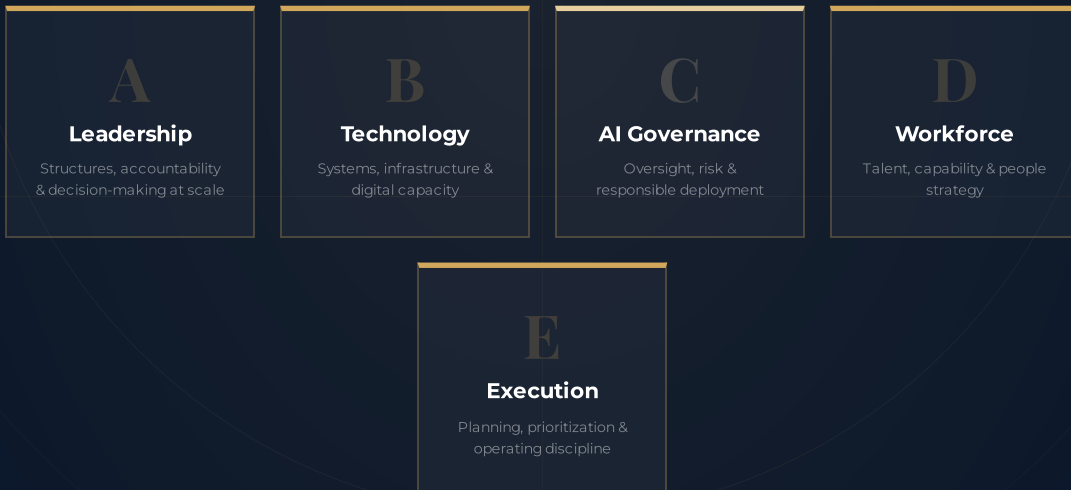 A
Leadership
Structures, accountability
& decision-making at scale
B
Technology
Systems, infrastructure &
digital capacity
C
AI Governance
Oversight, risk &
responsible deployment
D
Workforce
Talent, capability & people
strategy
E
Execution
Planning, prioritization &
operating discipline